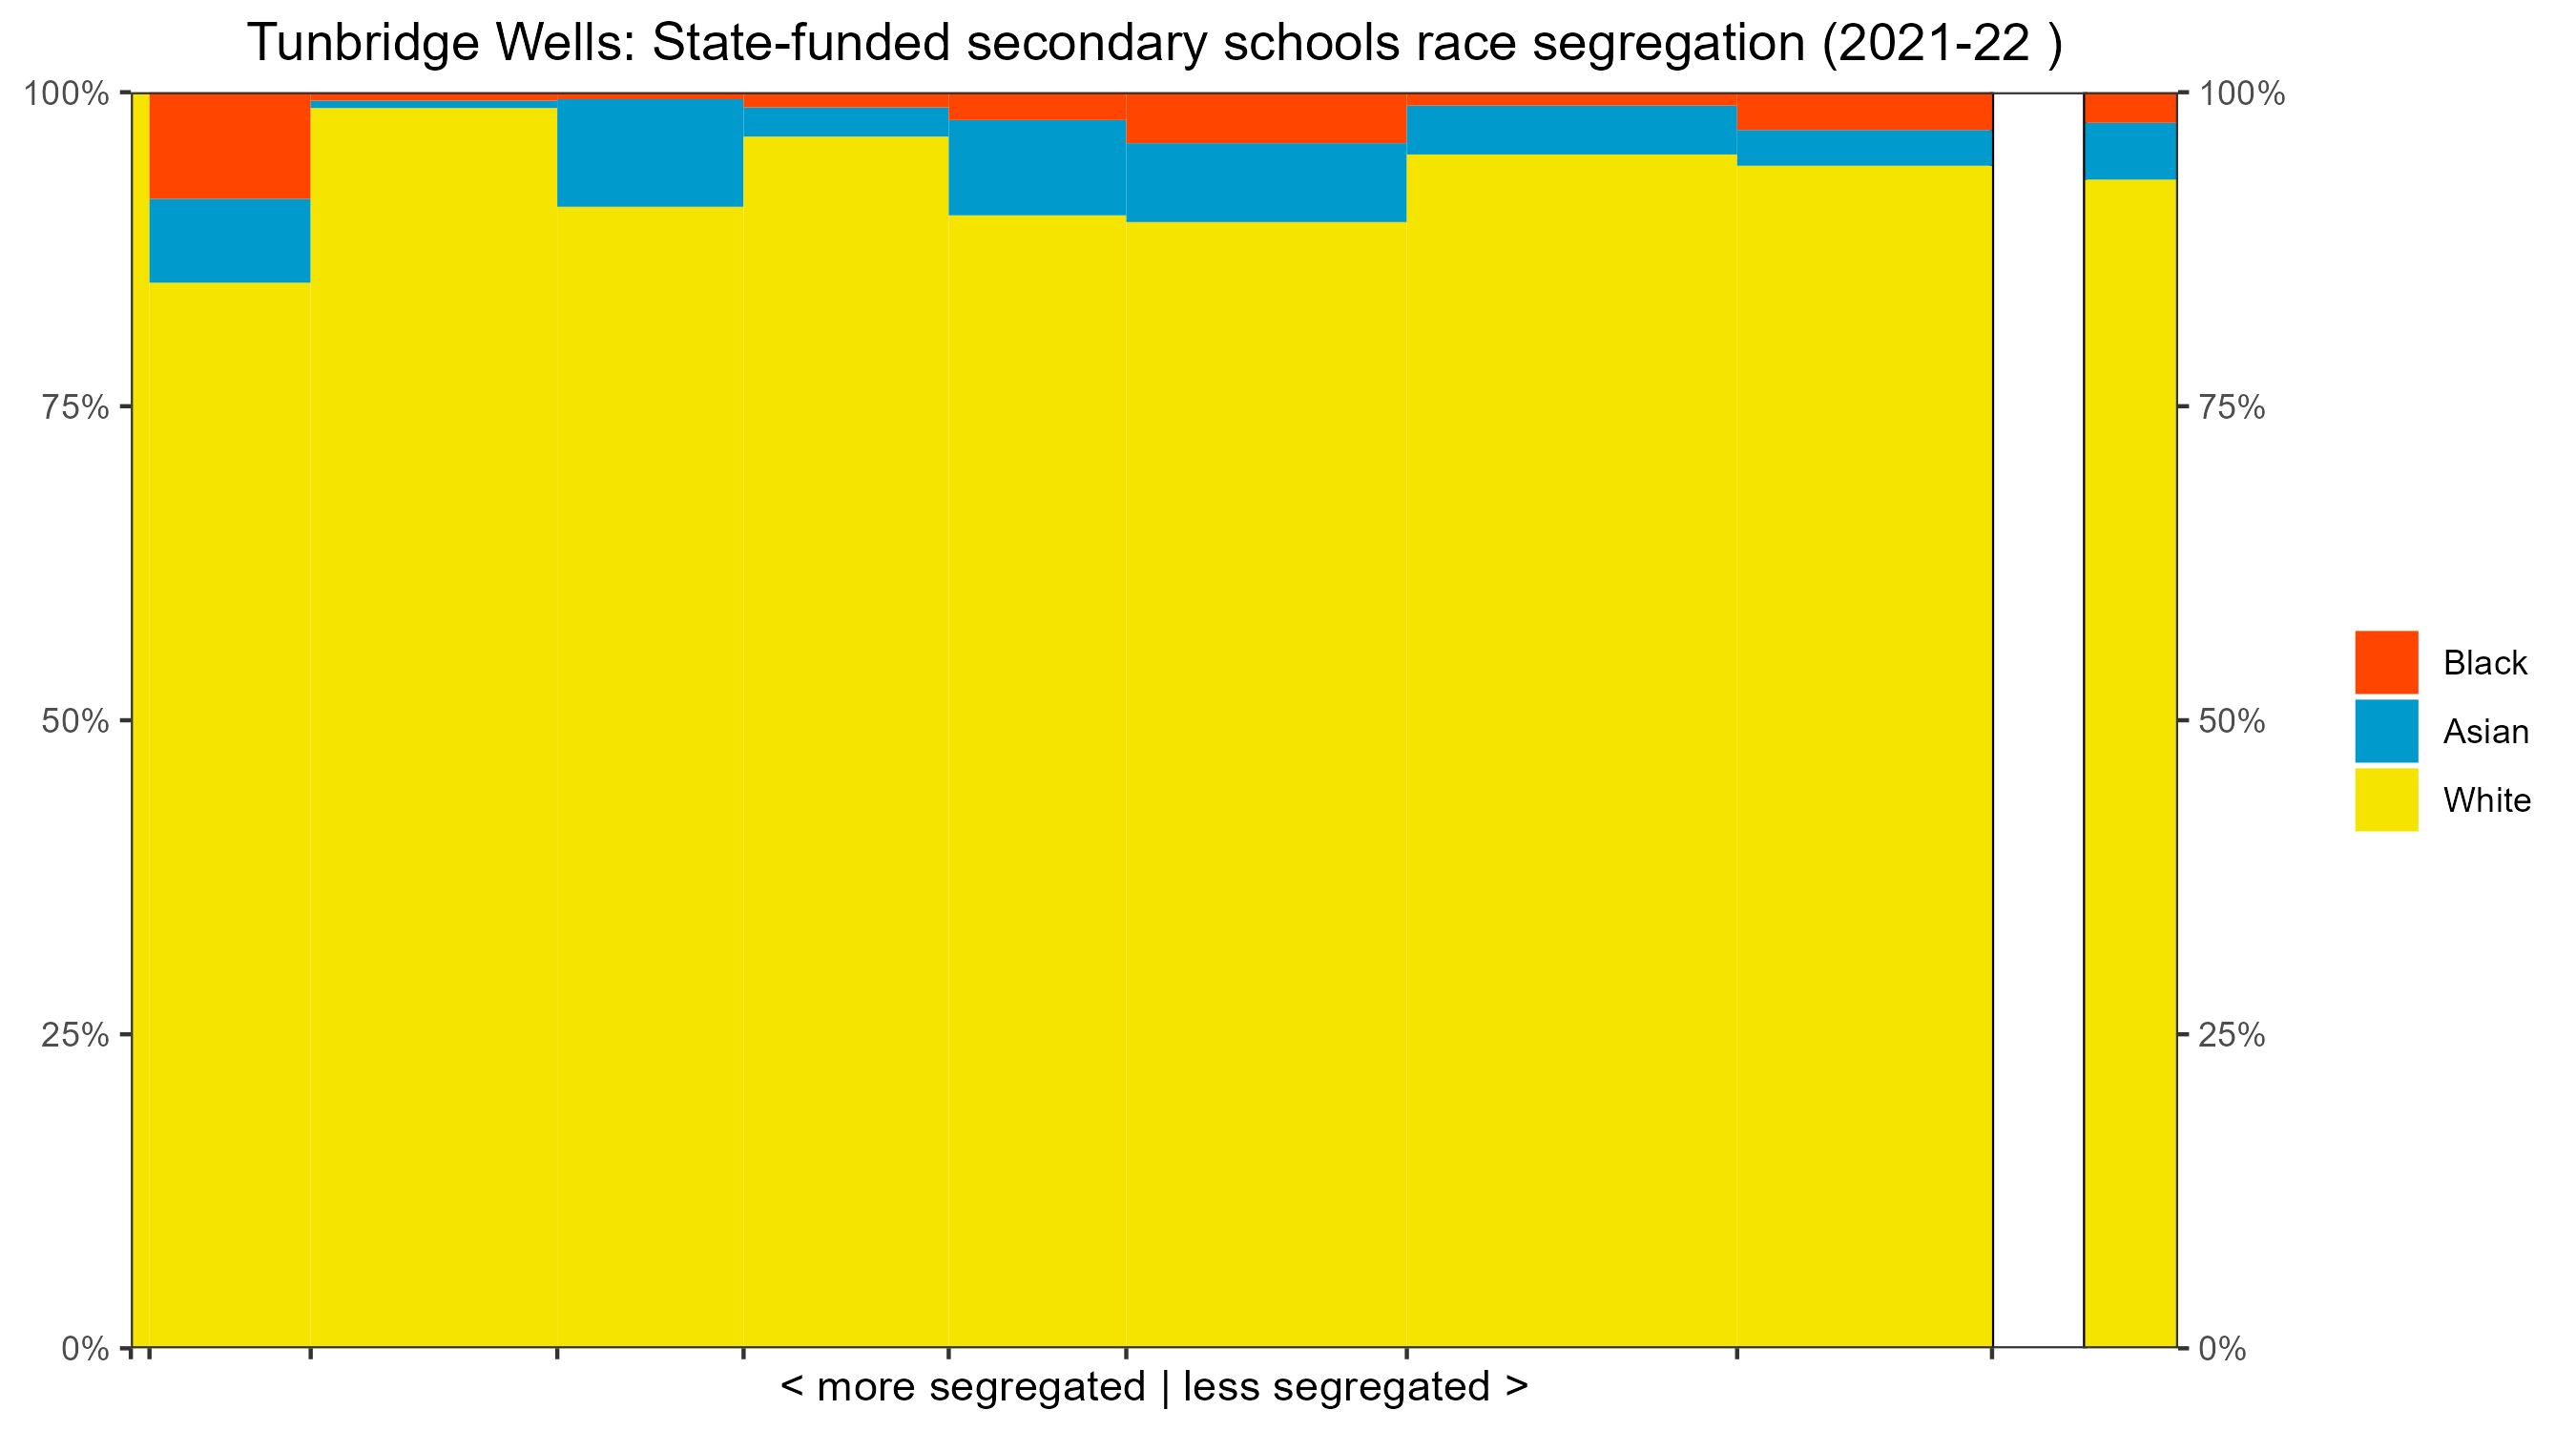 Tunbridge Wells: State-funded secondary schools race segregation (2021-22 )
100%
75%
50%
25%
0%
100%
75%
50%
25%
0%
Black
Asian
White
< more segregated | less segregated >